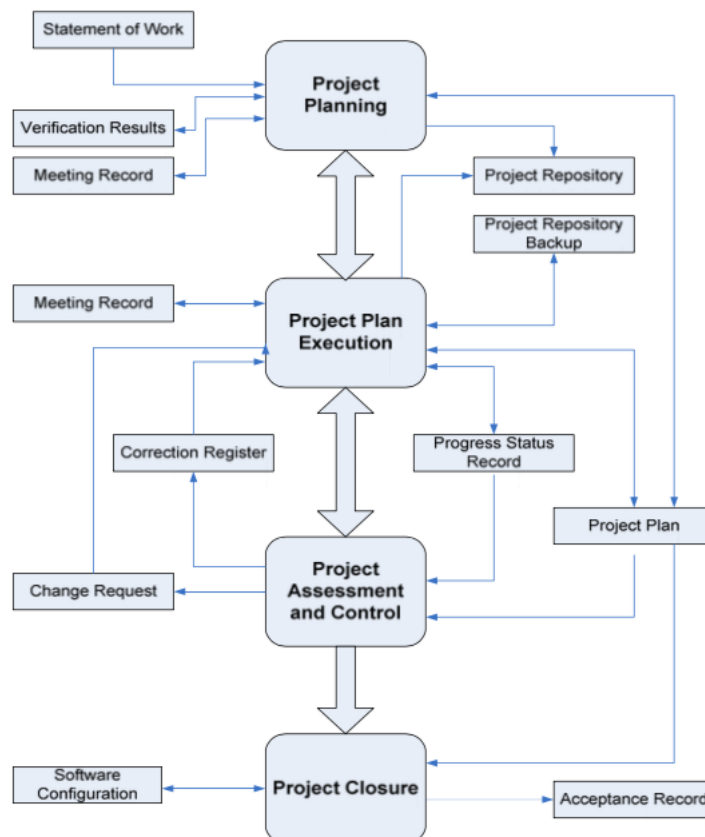 Statement of Work
Project
Planning
Verification Results
Meeting Record
Project Repository
Project Repository
Backup
Meeting Record
Project Plan
Execution
Correction Register
Progress Status
Record
Project Plan
Project
Assessment
and Control
Change Request
Software
Configuration
Project Closure
Acceptance Record